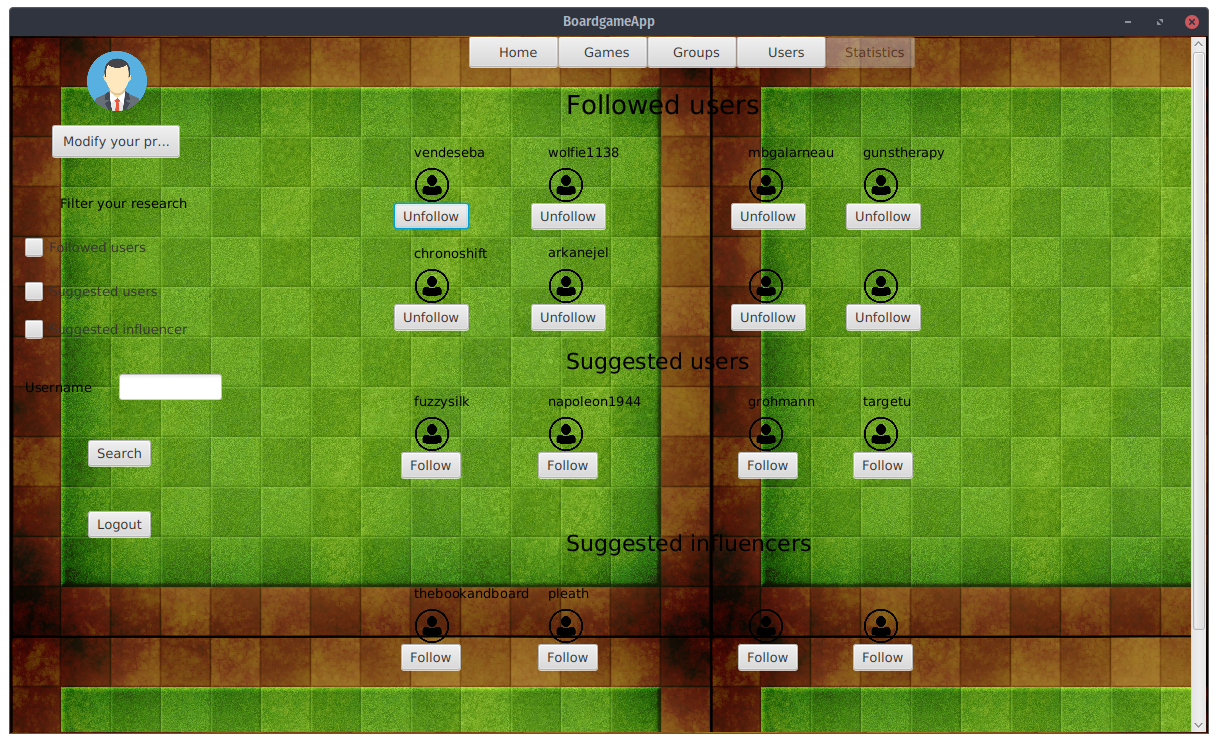 BoardgameApp
Home Games Groups Users Statistics
Modify your pr...
Filter your research
Followed users
Suggested users
Suggested influencer
Username
Search
Logout
Followed users
vendeseba wolfie1138 mbgalarneau gunstherapy
Unfollow Unfollow Unfollow Unfollow
chronoshift arkanejel
Unfollow Unfollow Unfollow Unfollow
Suggested users
fuzzysilk napoleon1944 grohmann targetu
Follow Follow Follow Follow
Suggested influencers
thebookandboard pleath
Follow Follow Follow Follow